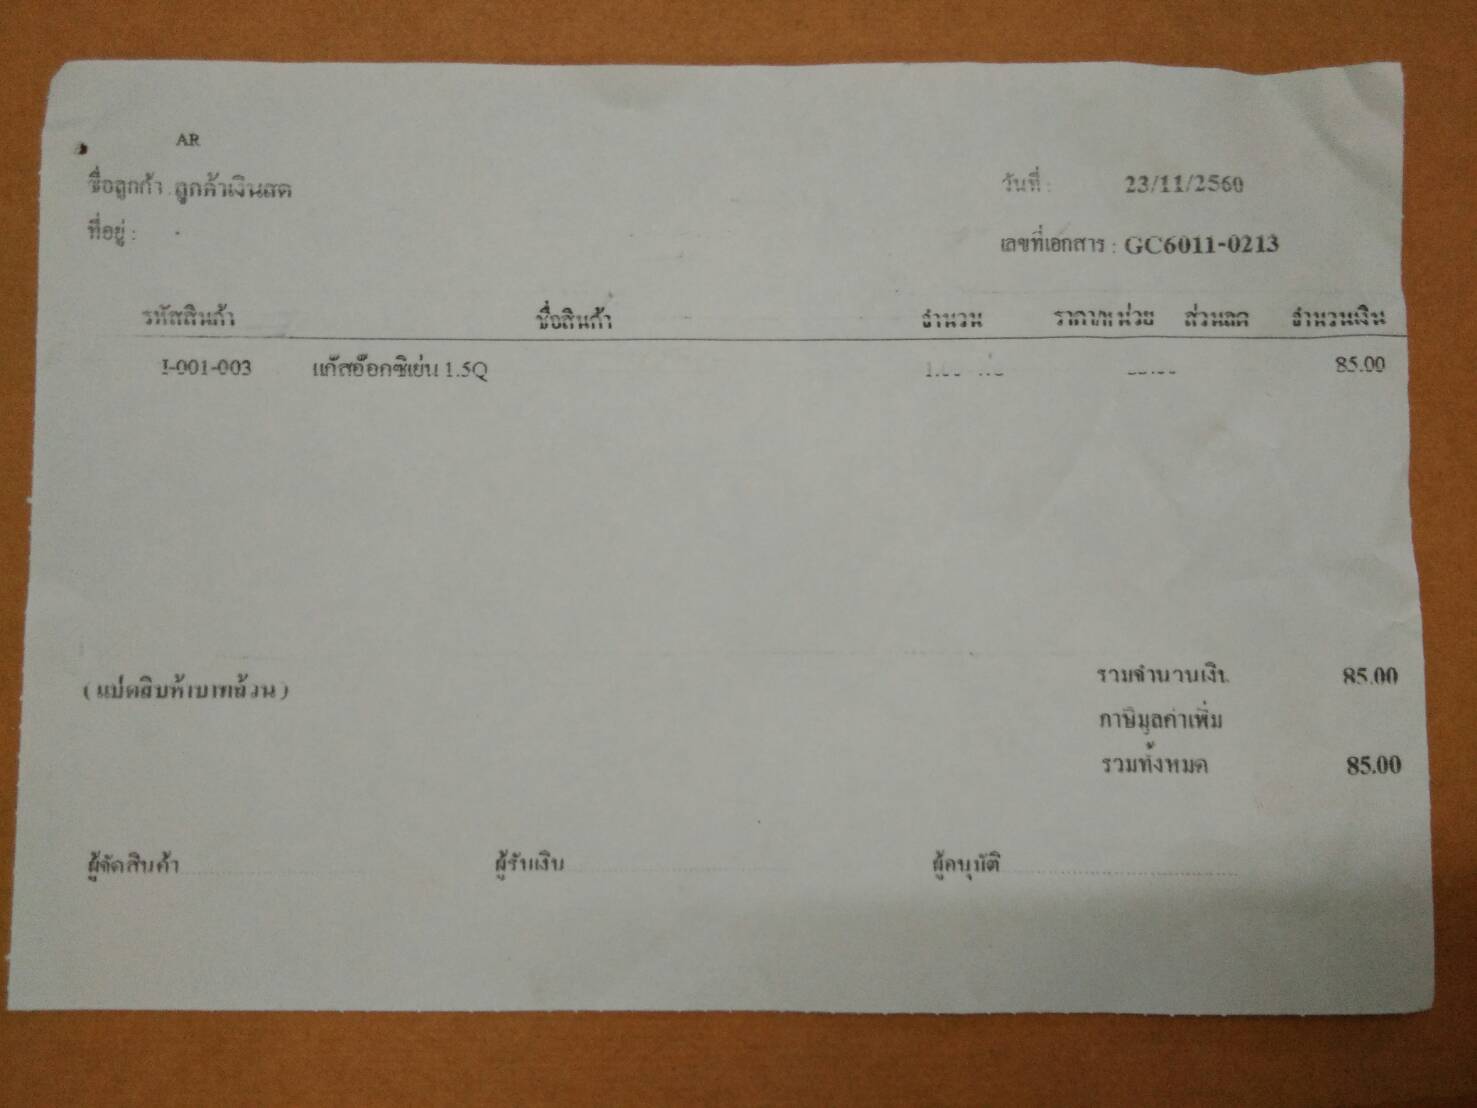 AR
ชื่อลูกค้า ลูกค้าเงินสด
วันที่ : 23/11/2560
ที่อยู่ : .
เลขที่เอกสาร : GC6011-0213
รหัสสินค้า ชื่อสินค้า จำนวน ราคา/หน่วย ส่วนลด จำนวนเงิน
I-001-003 แก๊สอ๊อกซิเย่น 1.5Q 85.00
(แปดสิบห้าบาทล้วน)
รวมจำนวนเงิน 85.00
ภาษีมูลค่าเพิ่ม
รวมทั้งหมด 85.00
ผู้จัดสินค้า ผู้รับเงิน ผู้อนุมัติ